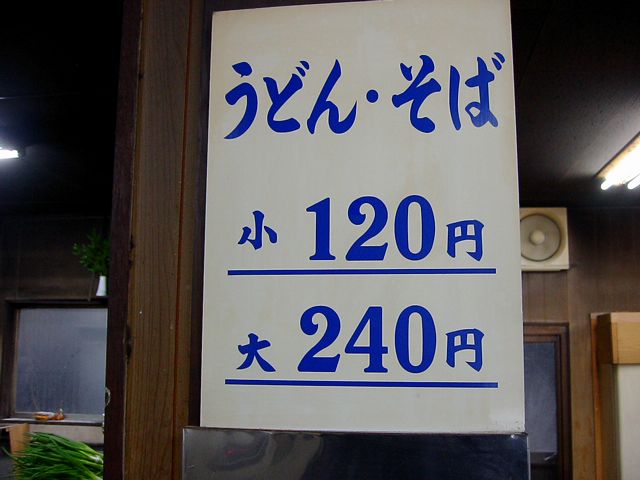 うどん・そば
小 120円
大 240円